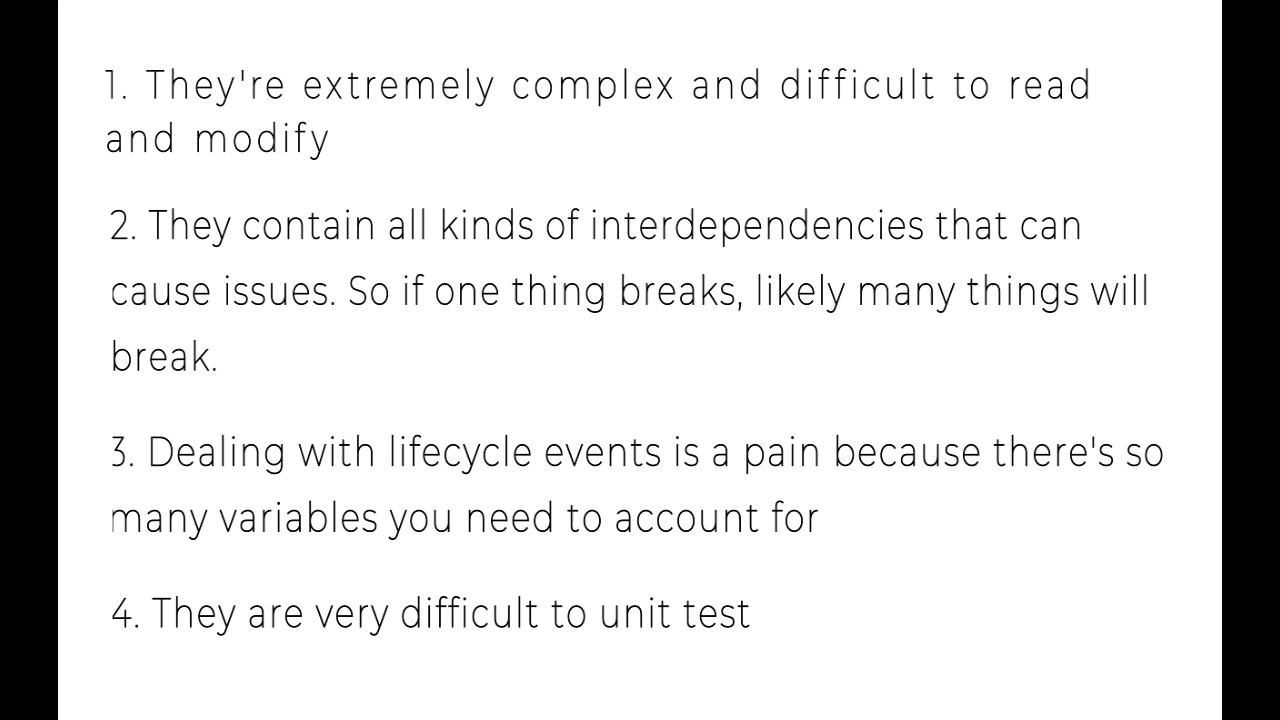 1. They're extremely complex and difficult to read
and modify
2. They contain all kinds of interdependencies that can
cause issues. So if one thing breaks, likely many things will
break.
3. Dealing with lifecycle events is a pain because there's so
many variables you need to account for
4. They are very difficult to unit test